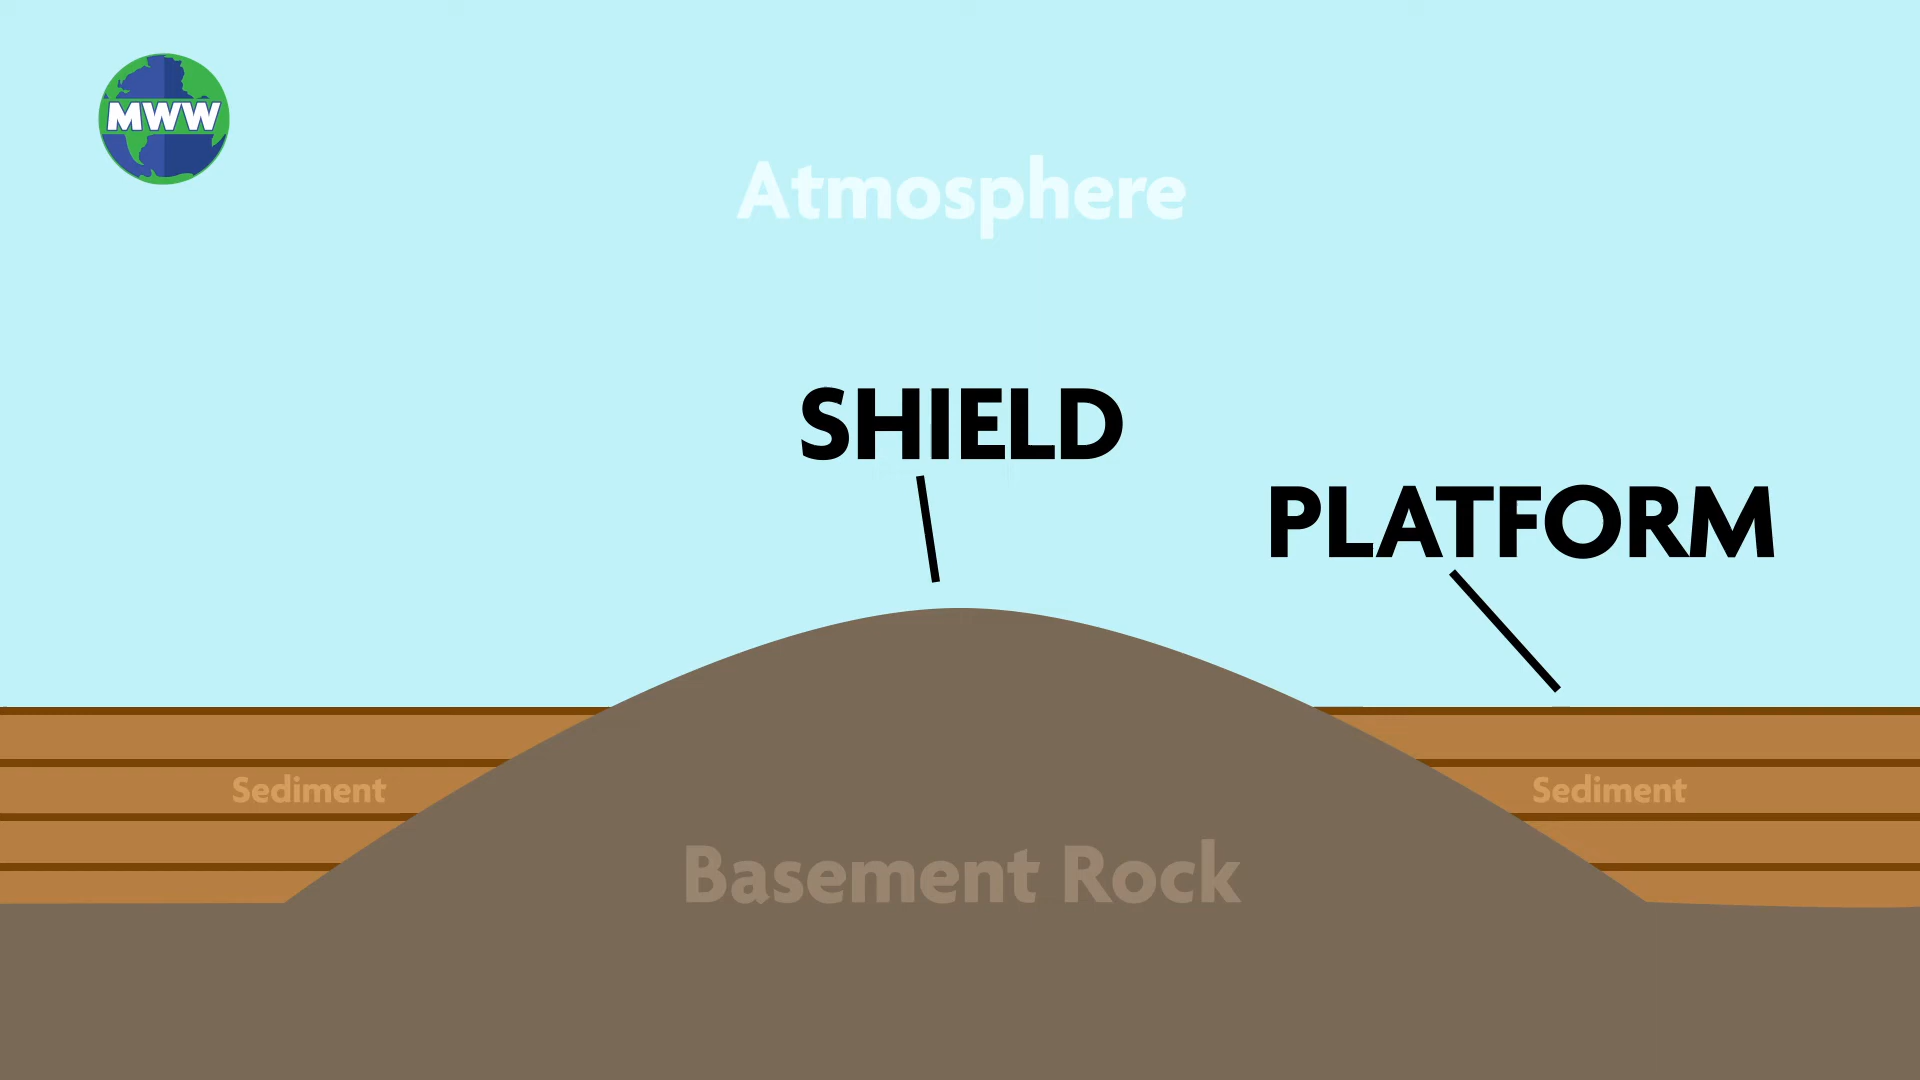 MWW
Atmosphere
SHIELD
PLATFORM
Sediment
Sediment
Basement Rock